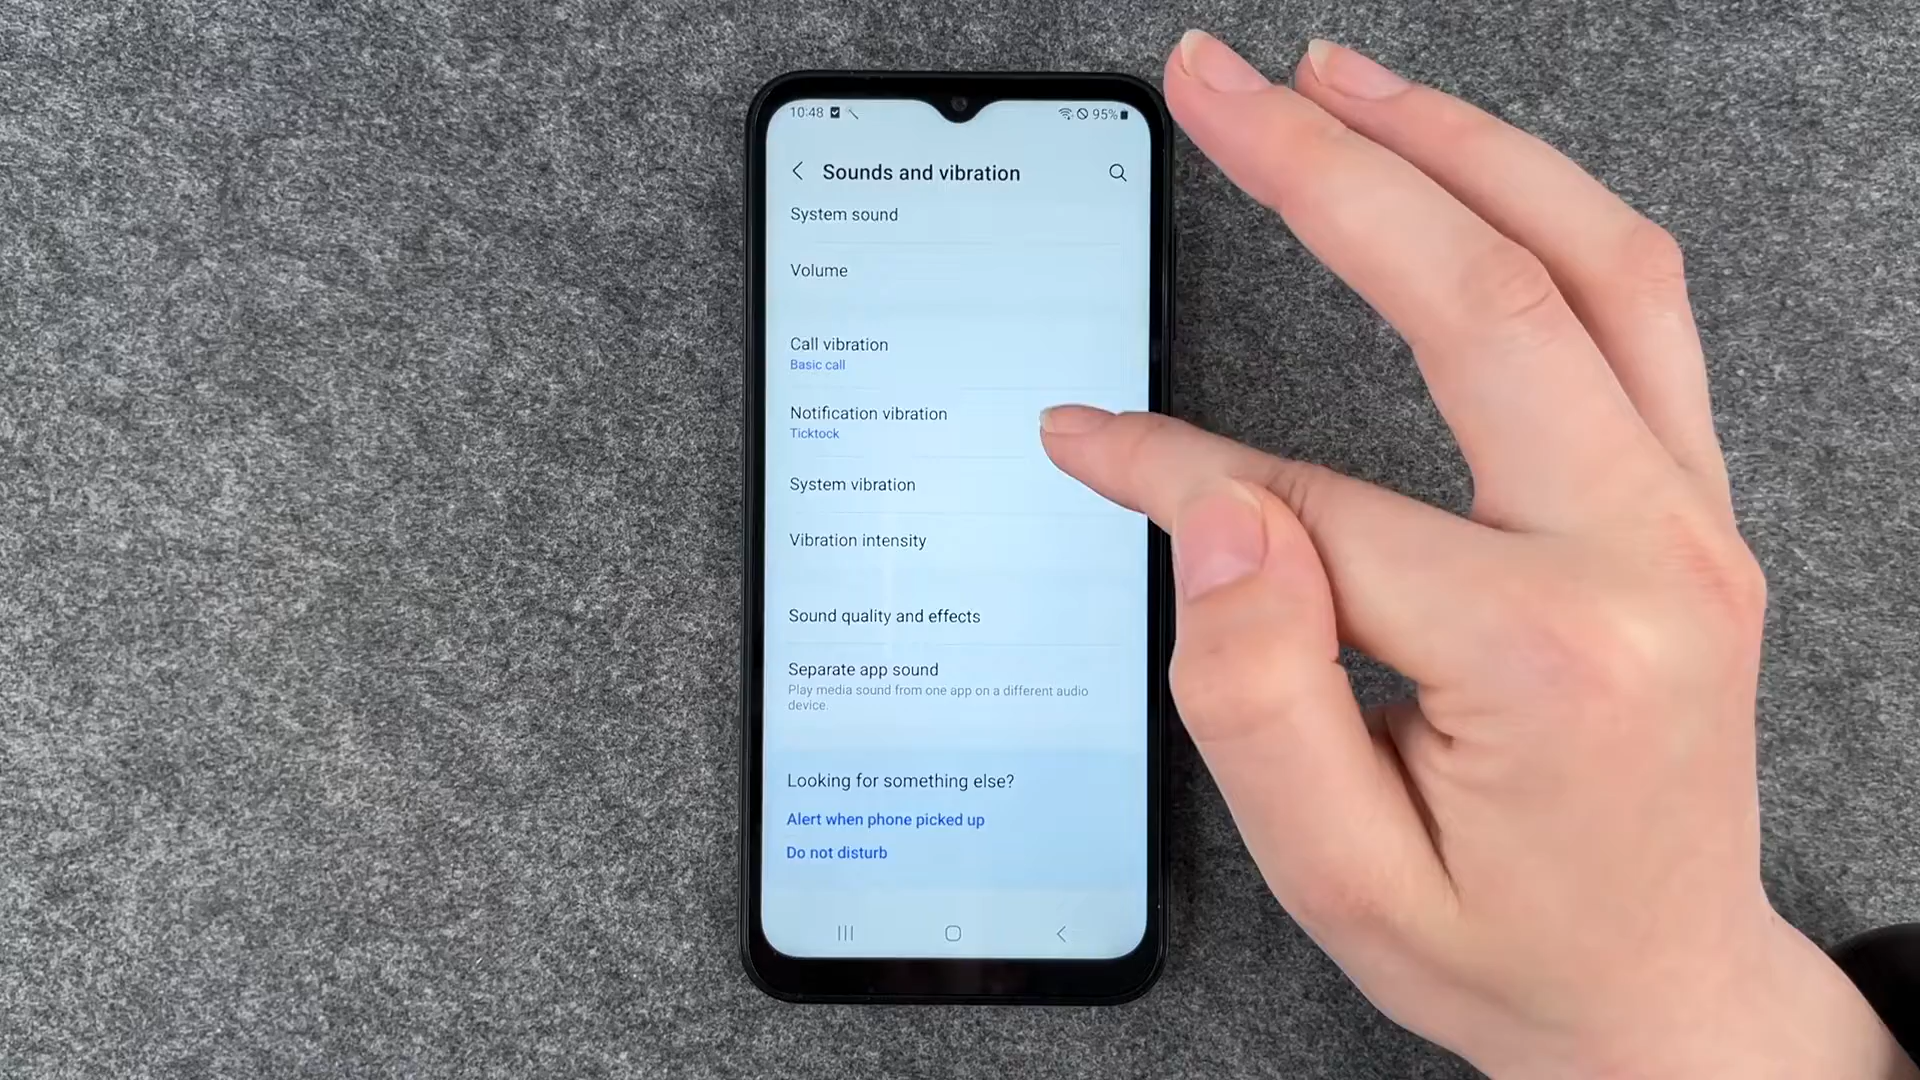 10:48
95%
Sounds and vibration
System sound
Volume
Call vibration
Basic call
Notification vibration
Ticktock
System vibration
Vibration intensity
Sound quality and effects
Separate app sound
Play media sound from one app on a different audio
device.
Looking for something else?
Alert when phone picked up
Do not disturb